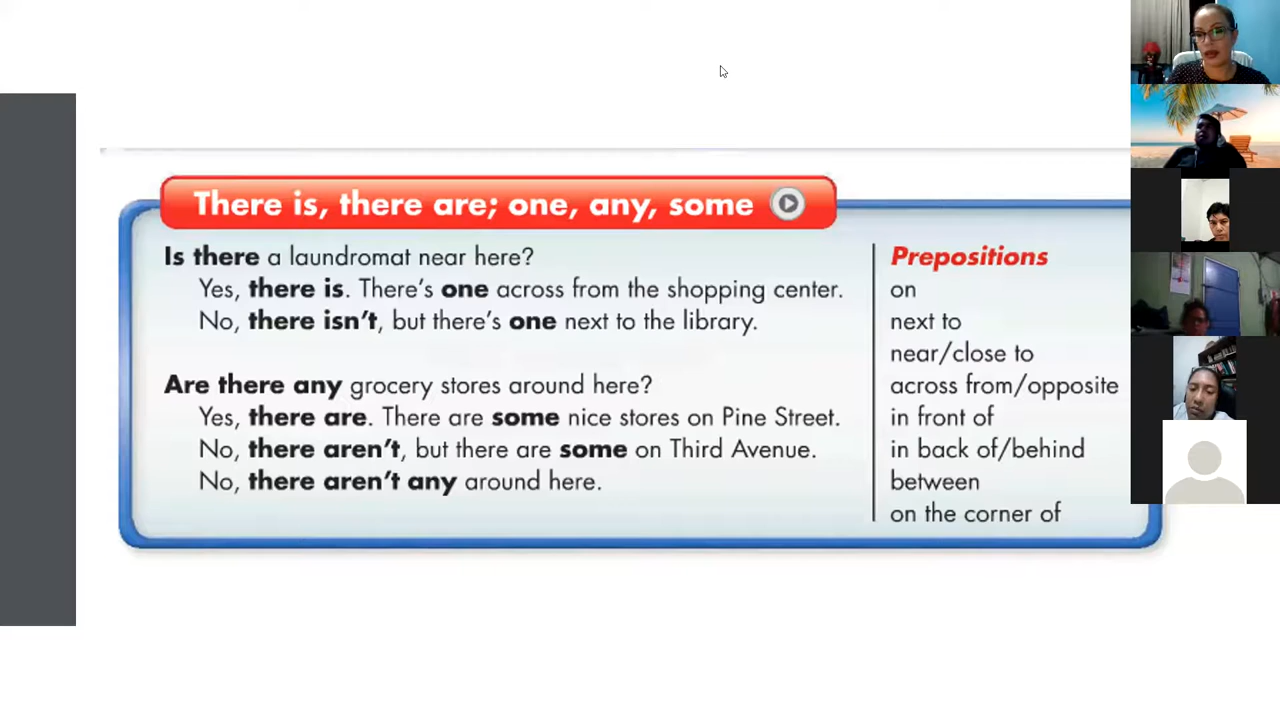 There is, there are; one, any, some
Is there a laundromat near here?
Yes, there is. There's one across from the shopping center.
No, there isn't, but there's one next to the library.
Are there any grocery stores around here?
Yes, there are. There are some nice stores on Pine Street.
No, there aren't, but there are some on Third Avenue.
No, there aren't any around here.
Prepositions
on
next to
near/close to
across from/opposite
in front of
in back of/behind
between
on the corner of